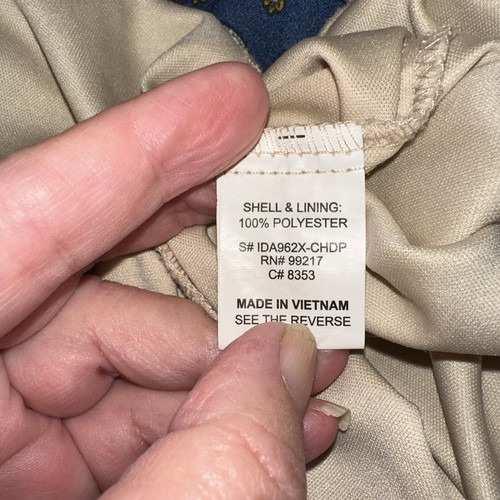 SHELL & LINING:
100% POLYESTER
S# IDA962X-CHDP
RN# 99217
C# 8353
MADE IN VIETNAM
SEE THE REVERSE